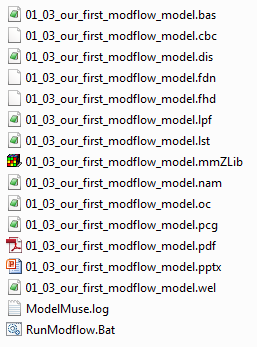 01_03_our_first_modflow_model.bas
01_03_our_first_modflow_model.cbc
01_03_our_first_modflow_model.dis
01_03_our_first_modflow_model.fdn
01_03_our_first_modflow_model.fhd
01_03_our_first_modflow_model.lpf
01_03_our_first_modflow_model.lst
01_03_our_first_modflow_model.mmZLib
01_03_our_first_modflow_model.nam
01_03_our_first_modflow_model.oc
01_03_our_first_modflow_model.pcg
01_03_our_first_modflow_model.pdf
01_03_our_first_modflow_model.pptx
01_03_our_first_modflow_model.wel
ModelMuse.log
RunModflow.Bat